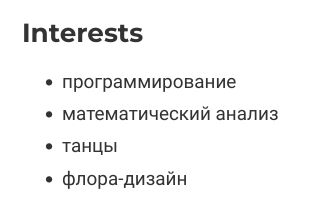 Interests
• программирование
• математический анализ
• танцы
• флора-дизайн